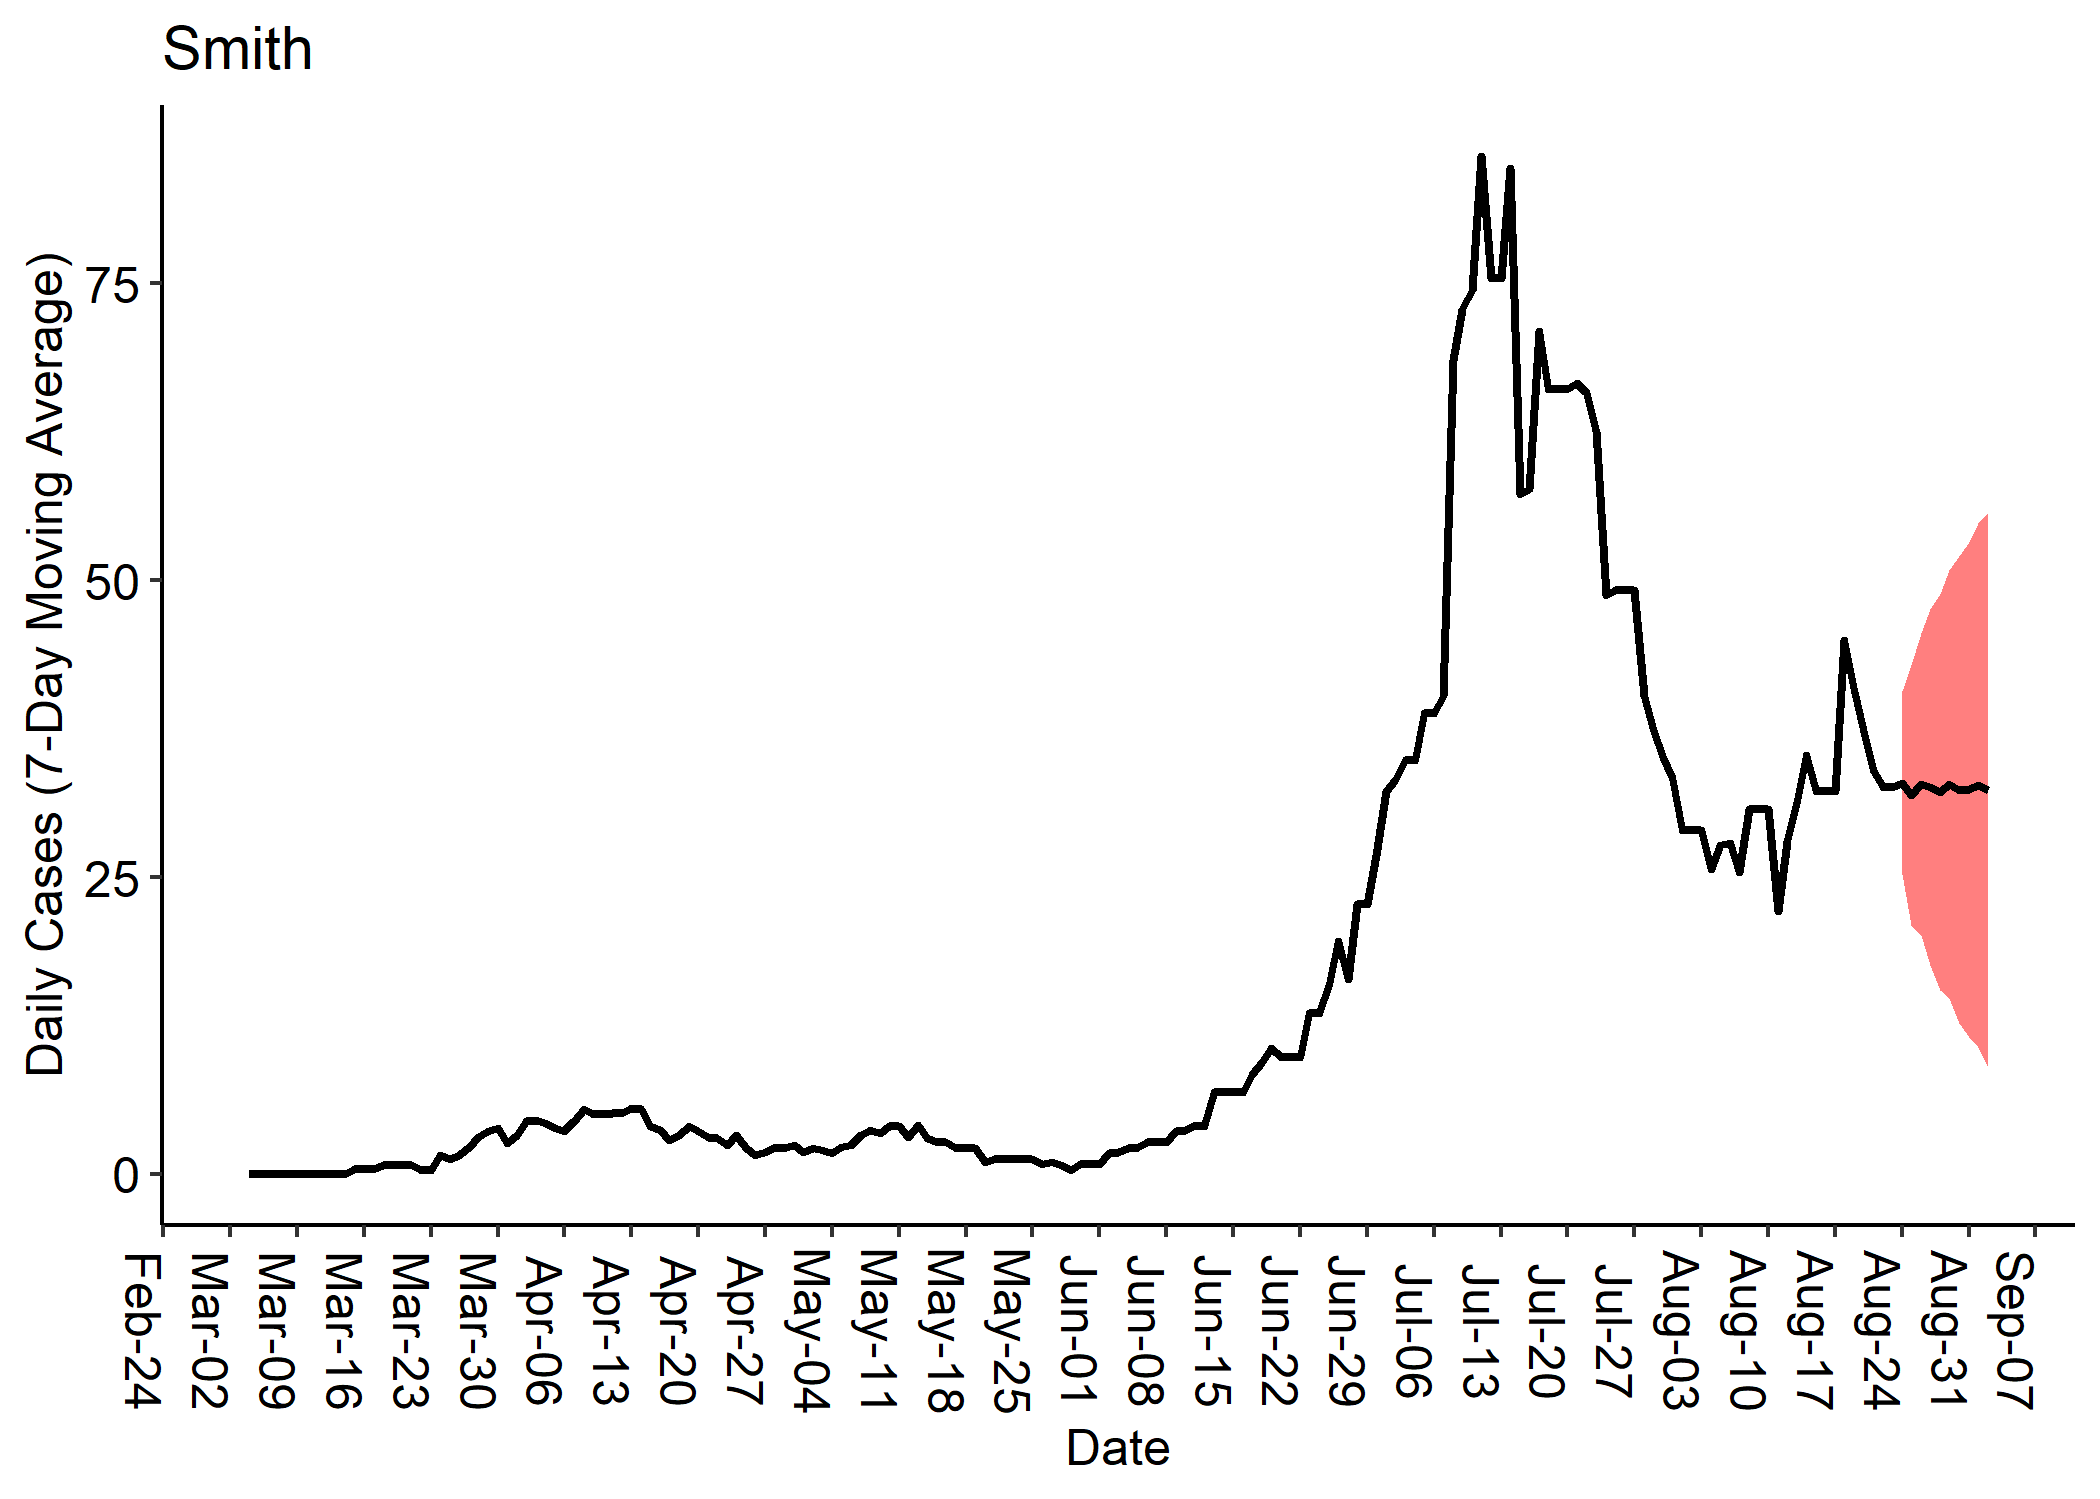 Smith
Daily Cases (7-Day Moving Average)
75
50
25
0
Feb-24
Mar-02
Mar-09
Mar-16
Mar-23
Mar-30
Apr-06
Apr-13
Apr-20
Apr-27
May-04
May-11
May-18
May-25
Jun-01
Jun-08
Jun-15
Jun-22
Jun-29
Jul-06
Jul-13
Jul-20
Jul-27
Aug-03
Aug-10
Aug-17
Aug-24
Aug-31
Sep-07
Date